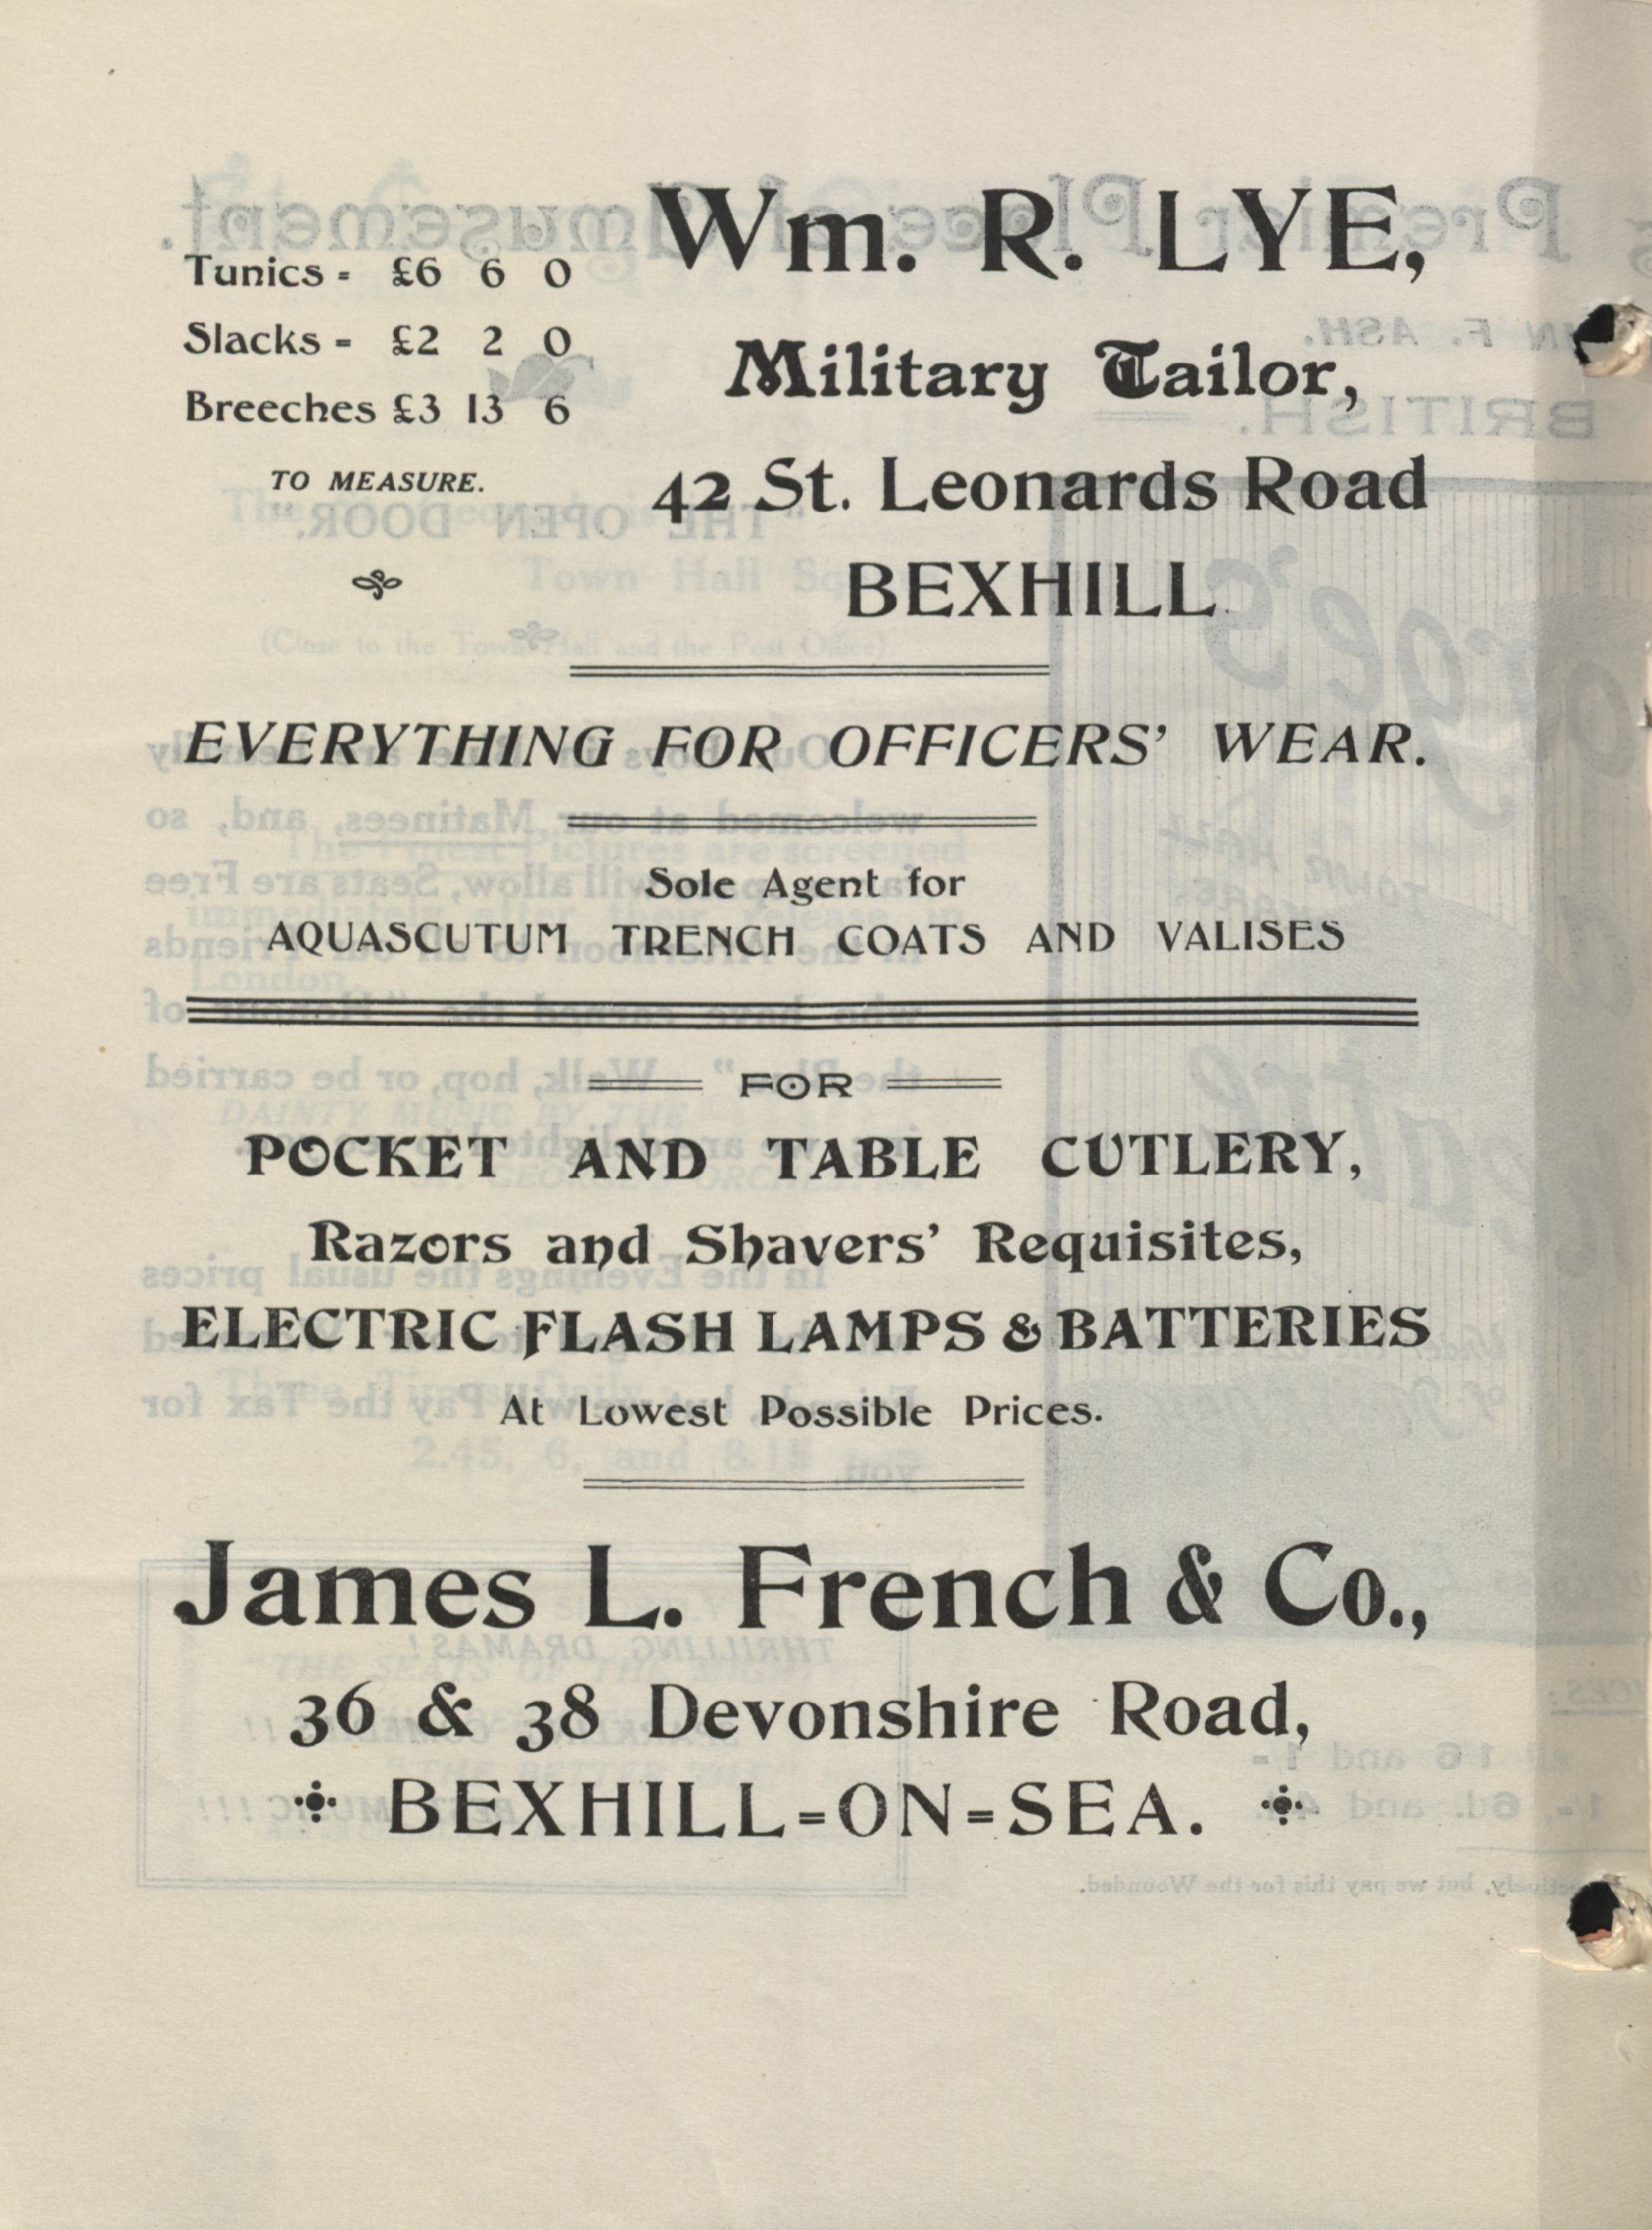 Wm. R. LYE,
Tunics - £6 6 0
Slacks - £2 2 0
Breeches £3 13 6
TO MEASURE.
Military Tailor,
42 St. Leonards Road
BEXHILL.
EVERYTHING FOR OFFICERS' WEAR.
Sole Agent for
AQUASCUTUM TRENCH COATS AND VALISES
FOR
POCKET AND TABLE CUTLERY,
Razors and Shavers' Requisites,
ELECTRIC FLASH LAMPS & BATTERIES
At Lowest Possible Prices.
James L. French & Co.,
36 & 38 Devonshire Road,
BEXHILL-ON-SEA.